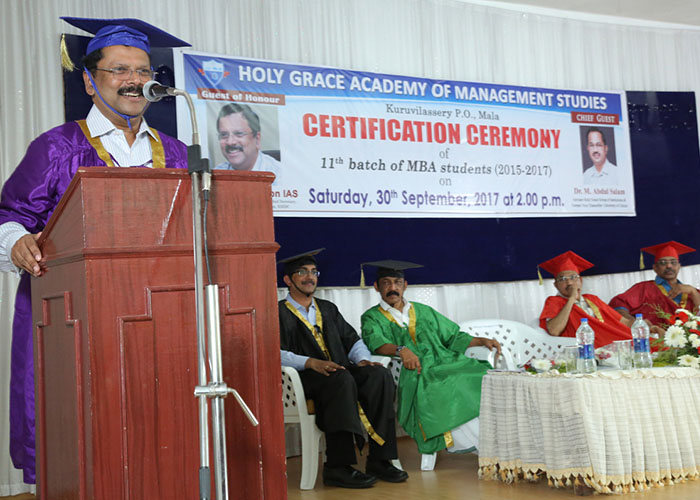 HOLY GRACE ACADEMY OF MANAGEMENT STUDIES
Guest of Honour
Kuruvilassery P.O., Mala
CHIEF GUEST
CERTIFICATION CEREMONY
of
11th batch of MBA students (2015-2017)
on
Saturday, 30th September, 2017 at 2.00 p.m.
on IAS
Dr. M. Abdul Salam